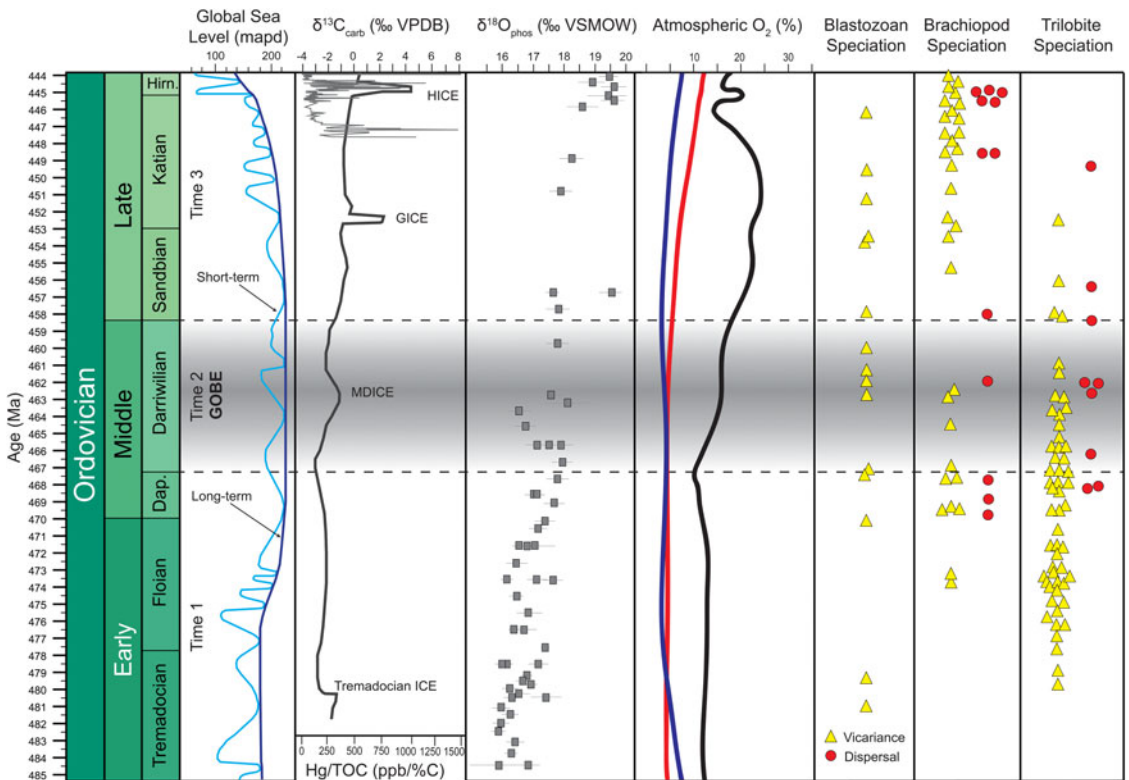 Global Sea
Level (mapd)
100 200
δ13Ccarb (‰ VPDB)
-4 -2 0 2 4 6 8
δ18Ophos (‰ VSMOW)
16 17 18 19 20
Atmospheric O2 (%)
10 20 30
Blastozoan
Speciation
Brachiopod
Speciation
Trilobite
Speciation
Age (Ma)
444
445
446
447
448
449
450
451
452
453
454
455
456
457
458
459
460
461
462
463
464
465
466
467
468
469
470
471
472
473
474
475
476
477
478
479
480
481
482
483
484
485
Ordovician
Late
Middle
Early
Hirn.
Katian
Sandbian
Darrivilian
Dap.
Floian
Tremadocian
Time 3
Short-term
Time 2
GOBE
Long-term
Time 1
HICE
GICE
MDICE
Tremadocian ICE
0 250 500 750 1000 1250 1500
Hg/TOC (ppb/%C)
Vicariance
Dispersal